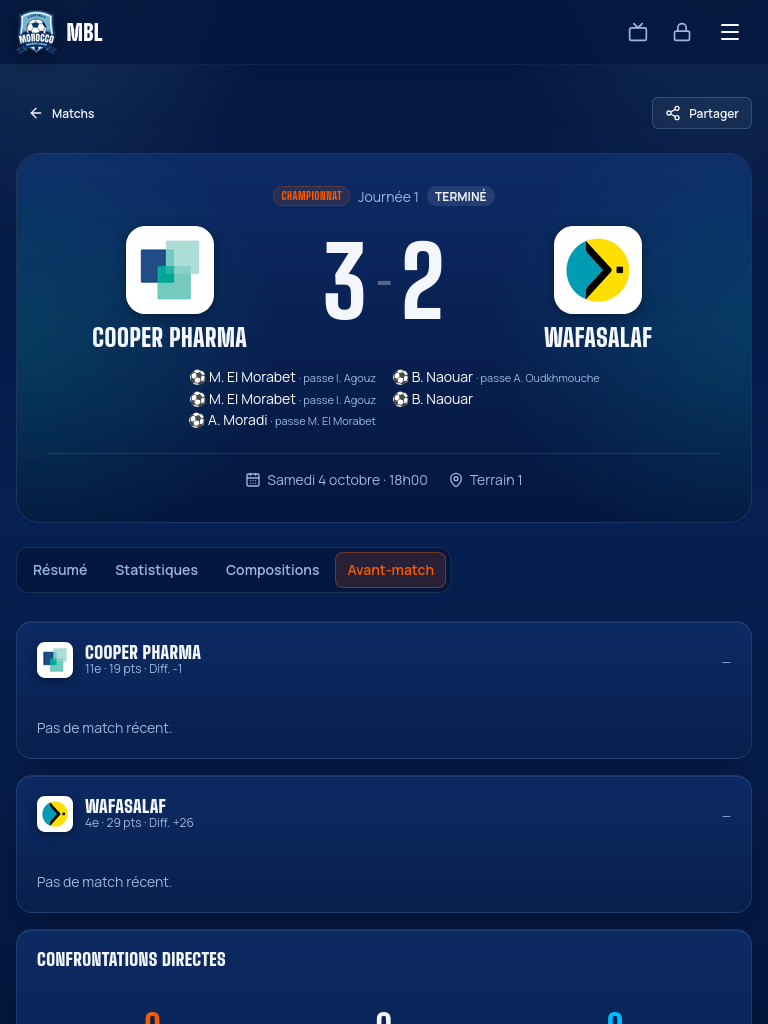 MOROCCO
MBL
Matchs
Partager
CHAMPIONNAT Journée 1 TERMINÉ
3 - 2
COOPER PHARMA
WAFASALAF
M. El Morabet · passe I. Agouz
M. El Morabet · passe I. Agouz
A. Moradi · passe M. El Morabet
B. Naouar · passe A. Oudkhmouche
B. Naouar
Samedi 4 octobre · 18h00
Terrain 1
Résumé Statistiques Compositions Avant-match
COOPER PHARMA
11e · 19 pts · Diff. -1
—
Pas de match récent.
WAFASALAF
4e · 29 pts · Diff. +26
—
Pas de match récent.
CONFRONTATIONS DIRECTES